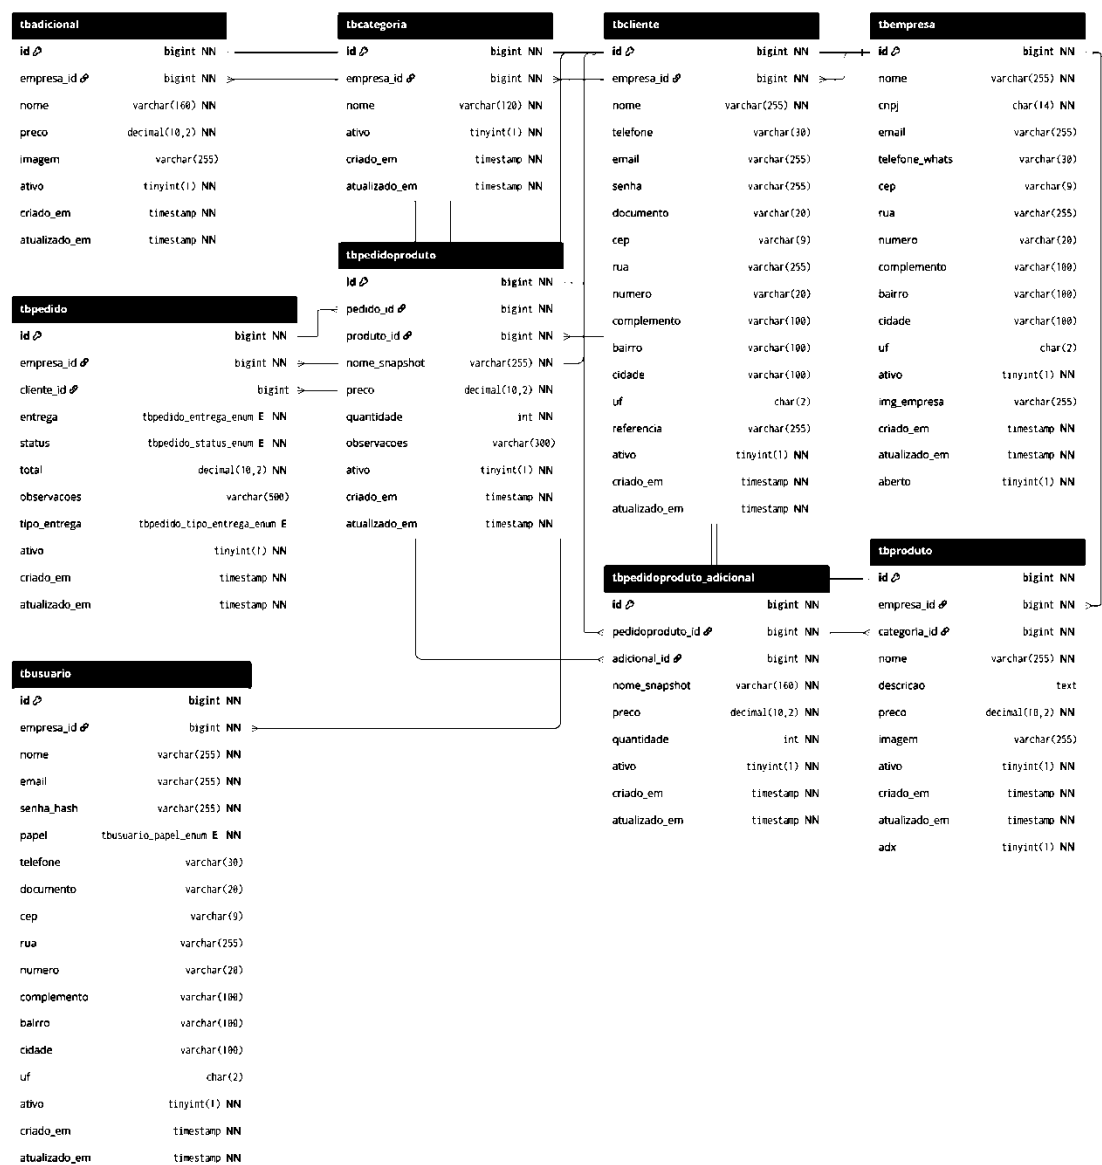 tbadicional
id bigint NN
empresa_id bigint NN
nome varchar(160) NN
preco decimal(10,2) NN
imagem varchar(255)
ativo tinyint(1) NN
criado_em timestamp NN
atualizado_em timestamp NN
tbcategoria
id bigint NN
empresa_id bigint NN
nome varchar(120) NN
ativo tinyint(1) NN
criado_em timestamp NN
atualizado_em timestamp NN
tbcliente
id bigint NN
empresa_id bigint NN
nome varchar(255) NN
telefone varchar(30)
email varchar(255)
senha varchar(255)
documento varchar(20)
cep varchar(9)
rua varchar(255)
numero varchar(20)
complemento varchar(100)
bairro varchar(100)
cidade varchar(100)
uf char(2)
referencia varchar(255)
ativo tinyint(1) NN
criado_em timestamp NN
atualizado_em timestamp NN
tbempresa
id bigint NN
nome varchar(255) NN
cnpj char(14) NN
email varchar(255)
telefone_whats varchar(30)
cep varchar(9)
rua varchar(255)
numero varchar(20)
complemento varchar(100)
bairro varchar(100)
cidade varchar(100)
uf char(2)
ativo tinyint(1) NN
img_empresa varchar(255)
criado_em timestamp NN
atualizado_em timestamp NN
aberto tinyint(1) NN
tbpedidoproduto
id bigint NN
pedido_id bigint NN
produto_id bigint NN
nome_snapshot varchar(255) NN
preco decimal(10,2) NN
quantidade int NN
observacoes varchar(300)
ativo tinyint(1) NN
criado_em timestamp NN
atualizado_em timestamp NN
tbpedido
id bigint NN
empresa_id bigint NN
cliente_id bigint
entrega tbpedido_entrega_enum E NN
status tbpedido_status_enum E NN
total decimal(10,2) NN
observacoes varchar(500)
tipo_entrega tbpedido_tipo_entrega_enum E
ativo tinyint(1) NN
criado_em timestamp NN
atualizado_em timestamp NN
tbpedidoproduto_adicional
id bigint NN
pedidoproduto_id bigint NN
adicional_id bigint NN
nome_snapshot varchar(160) NN
preco decimal(10,2) NN
quantidade int NN
ativo tinyint(1) NN
criado_em timestamp NN
atualizado_em timestamp NN
tbproduto
id bigint NN
empresa_id bigint NN
categoria_id bigint NN
nome varchar(255) NN
descricao text
preco decimal(10,2) NN
imagem varchar(255)
ativo tinyint(1) NN
criado_em timestamp NN
atualizado_em timestamp NN
adx tinyint(1) NN
tbusuario
id bigint NN
empresa_id bigint NN
nome varchar(255) NN
email varchar(255) NN
senha_hash varchar(255) NN
papel tbusuario_papel_enum E NN
telefone varchar(30)
documento varchar(20)
cep varchar(9)
rua varchar(255)
numero varchar(20)
complemento varchar(100)
bairro varchar(100)
cidade varchar(100)
uf char(2)
ativo tinyint(1) NN
criado_em timestamp NN
atualizado_em timestamp NN